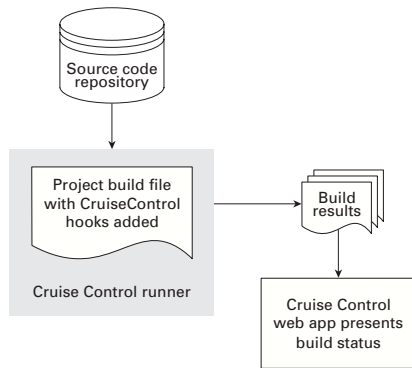 Source code
repository
Project build file
with CruiseControl
hooks added
Cruise Control runner
Build
results
Cruise Control
web app presents
build status